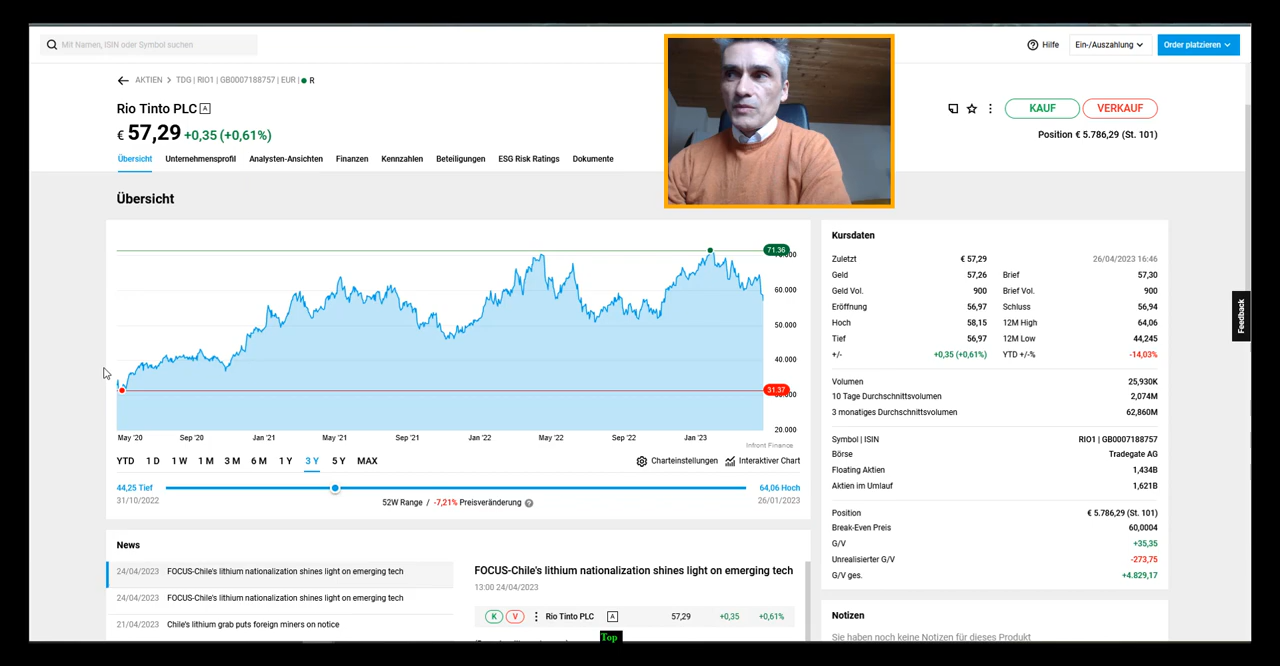 Mit Namen, ISIN oder Symbol suchen
Hilfe
Ein-/Auszahlung
Order platzieren
AKTIEN > TDG | RIO1 | GB0007188757 | EUR | R
Rio Tinto PLC A
€ 57,29 +0,35 (+0,61%)
KAUF
VERKAUF
Position € 5.786,29 (St. 101)
Übersicht Unternehmensprofil Analysten-Ansichten Finanzen Kennzahlen Beteiligungen ESG Risk Ratings Dokumente
Übersicht
71.36
60.000
50.000
40.000
31.37
20.000
May '20 Sep '20 Jan '21 May '21 Sep '21 Jan '22 May '22 Sep '22 Jan '23
Infront Finance
YTD 1 D 1 W 1 M 3 M 6 M 1 Y 3 Y 5 Y MAX
Charteinstellungen Interaktiver Chart
44,25 Tief 64,06 Hoch
31/10/2022 52W Range / -7,21% Preisveränderung ? 26/01/2023
Kursdaten
Zuletzt € 57,29 26/04/2023 16:46
Geld 57,26 Brief 57,30
Geld Vol. 900 Brief Vol. 900
Eröffnung 56,97 Schluss 56,94
Hoch 58,15 12M High 64,06
Tief 56,97 12M Low 44,245
+/- +0,35 (+0,61%) YTD +/-% -14,03%
Volumen 25,930K
10 Tage Durchschnittsvolumen 2,074M
3 monatiges Durchschnittsvolumen 62,860M
Symbol | ISIN RIO1 | GB0007188757
Börse Tradegate AG
Floating Aktien 1,434B
Aktien im Umlauf 1,621B
Position € 5.786,29 (St. 101)
Break-Even Preis 60,0004
G/V +35,35
Unrealisierter G/V -273,75
G/V ges. +4.829,17
Feedback
News
24/04/2023 FOCUS-Chile's lithium nationalization shines light on emerging tech
24/04/2023 FOCUS-Chile's lithium nationalization shines light on emerging tech
21/04/2023 Chile's lithium grab puts foreign miners on notice
FOCUS-Chile's lithium nationalization shines light on emerging tech
13:00 24/04/2023
K V Rio Tinto PLC A 57,29 +0,35 +0,61%
Top
Notizen
Sie haben noch keine Notizen für dieses Produkt